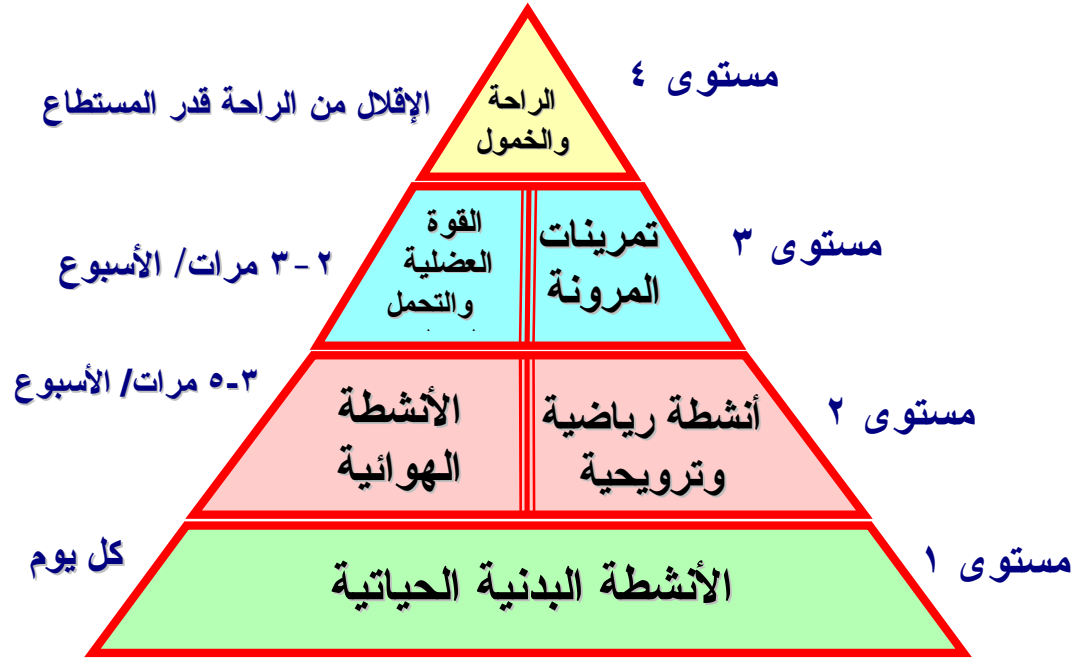 مستوى ٤
الراحة
والخمول
الإقلال من الراحة قدر المستطاع
مستوى ٣
تمرينات
المرونة
القوة
العضلية
والتحمل
٢ - ٣ مرات/ الأسبوع
مستوى ٢
أنشطة رياضية
وترويحية
الأنشطة
الهوائية
٣-٥ مرات/ الأسبوع
مستوى ١
الأنشطة البدنية الحياتية
كل يوم